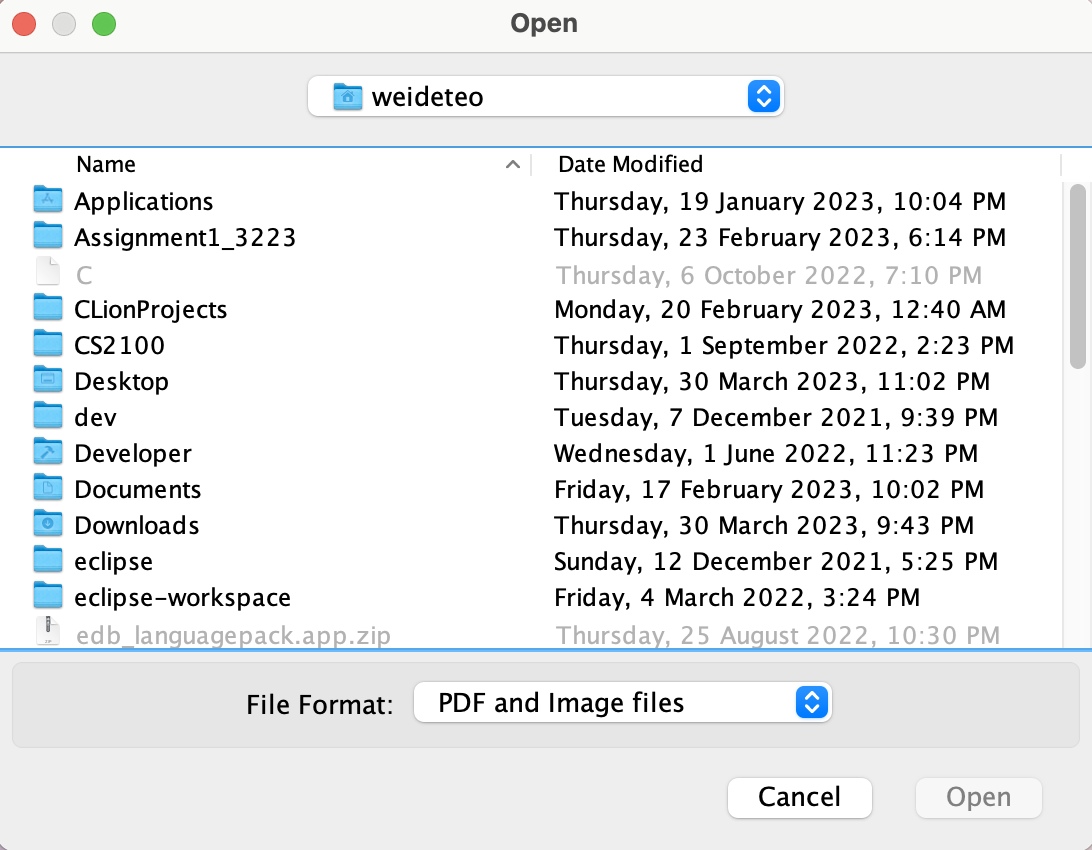 Open
weideteo
Name Date Modified
Applications Thursday, 19 January 2023, 10:04 PM
Assignment1_3223 Thursday, 23 February 2023, 6:14 PM
C Thursday, 6 October 2022, 7:10 PM
CLionProjects Monday, 20 February 2023, 12:40 AM
CS2100 Thursday, 1 September 2022, 2:23 PM
Desktop Thursday, 30 March 2023, 11:02 PM
dev Tuesday, 7 December 2021, 9:39 PM
Developer Wednesday, 1 June 2022, 11:23 PM
Documents Friday, 17 February 2023, 10:02 PM
Downloads Thursday, 30 March 2023, 9:43 PM
eclipse Sunday, 12 December 2021, 5:25 PM
eclipse-workspace Friday, 4 March 2022, 3:24 PM
edb_languagepack.app.zip Thursday, 25 August 2022, 10:30 PM
File Format: PDF and Image files
Cancel Open